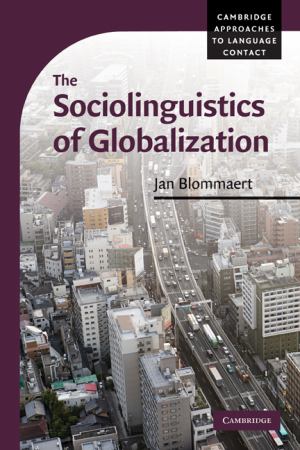 CAMBRIDGE
APPROACHES
TO LANGUAGE
CONTACT
The
Sociolinguistics
of Globalization
Jan Blommaert
CAMBRIDGE